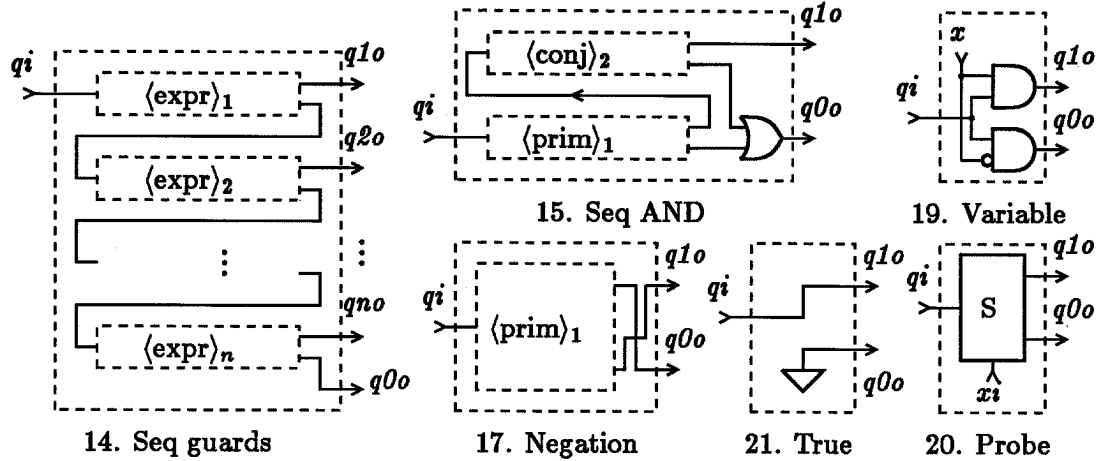 qi
q1o
⟨expr⟩₁
q2o
⟨expr⟩₂
⋮
⋮
qno
⟨expr⟩ₙ
q0o
14. Seq guards
q1o
⟨conj⟩₂
qi
q0o
⟨prim⟩₁
15. Seq AND
x
q1o
qi
q0o
19. Variable
q1o
qi
⟨prim⟩₁
q0o
17. Negation
q1o
qi
q0o
21. True
q1o
qi
S
q0o
xi
20. Probe